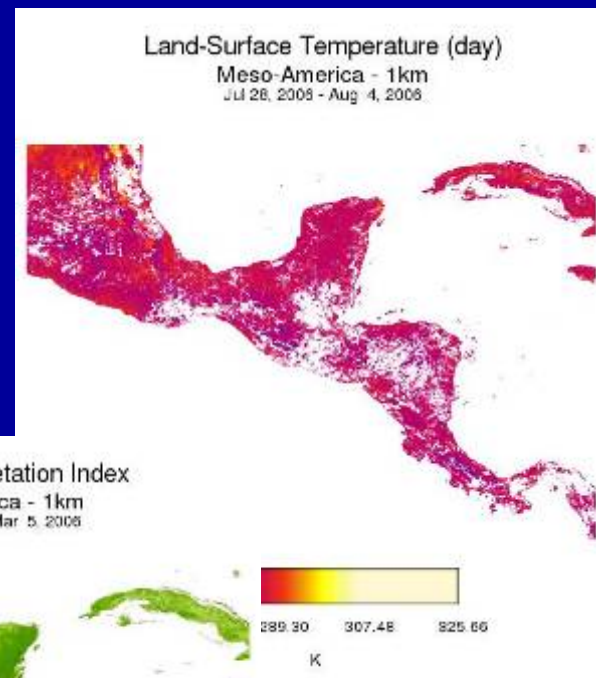 Land-Surface Temperature (day)
Meso-America - 1km
Jul 28, 2006 - Aug 4, 2006
etation Index
ca - 1km
Mar 5, 2006
289.30 307.48 325.66
K